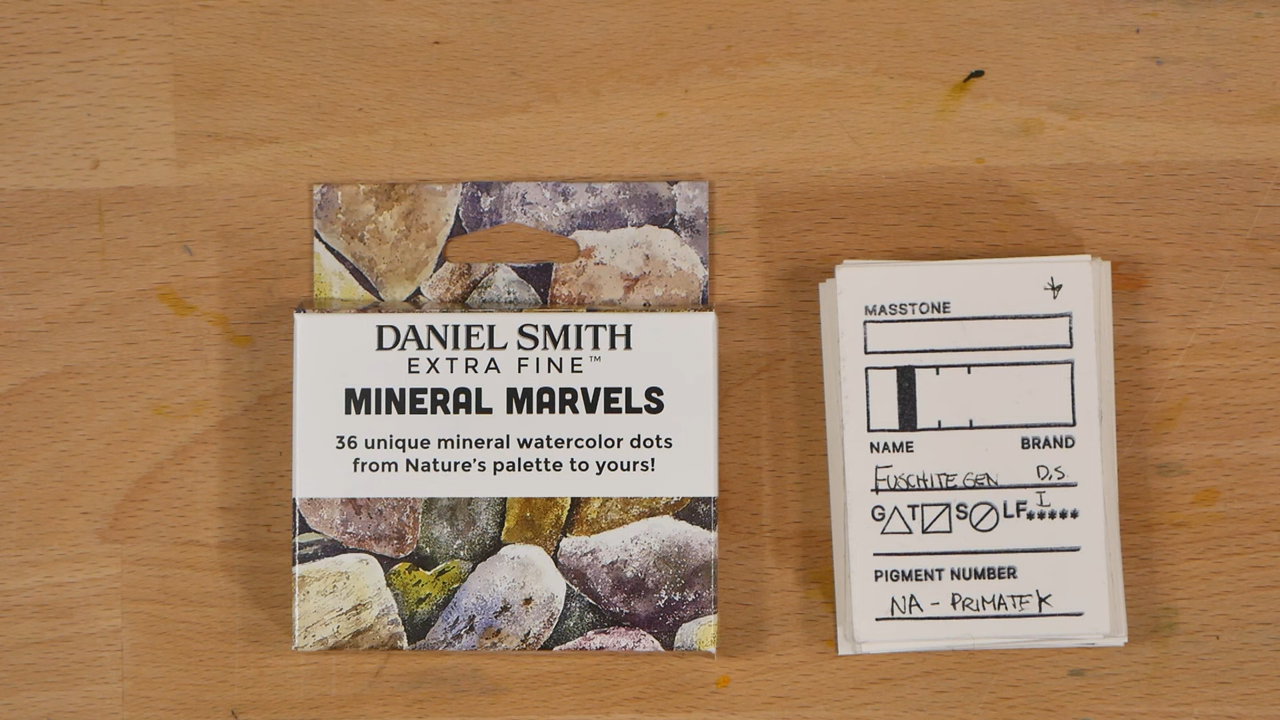 DANIEL SMITH
EXTRA FINE™
MINERAL MARVELS
36 unique mineral watercolor dots
from Nature's palette to yours!
MASSTONE
NAME BRAND
FUSCHITE GEN D.S.
I
G T S LF*****
PIGMENT NUMBER
NA - PRIMATEK